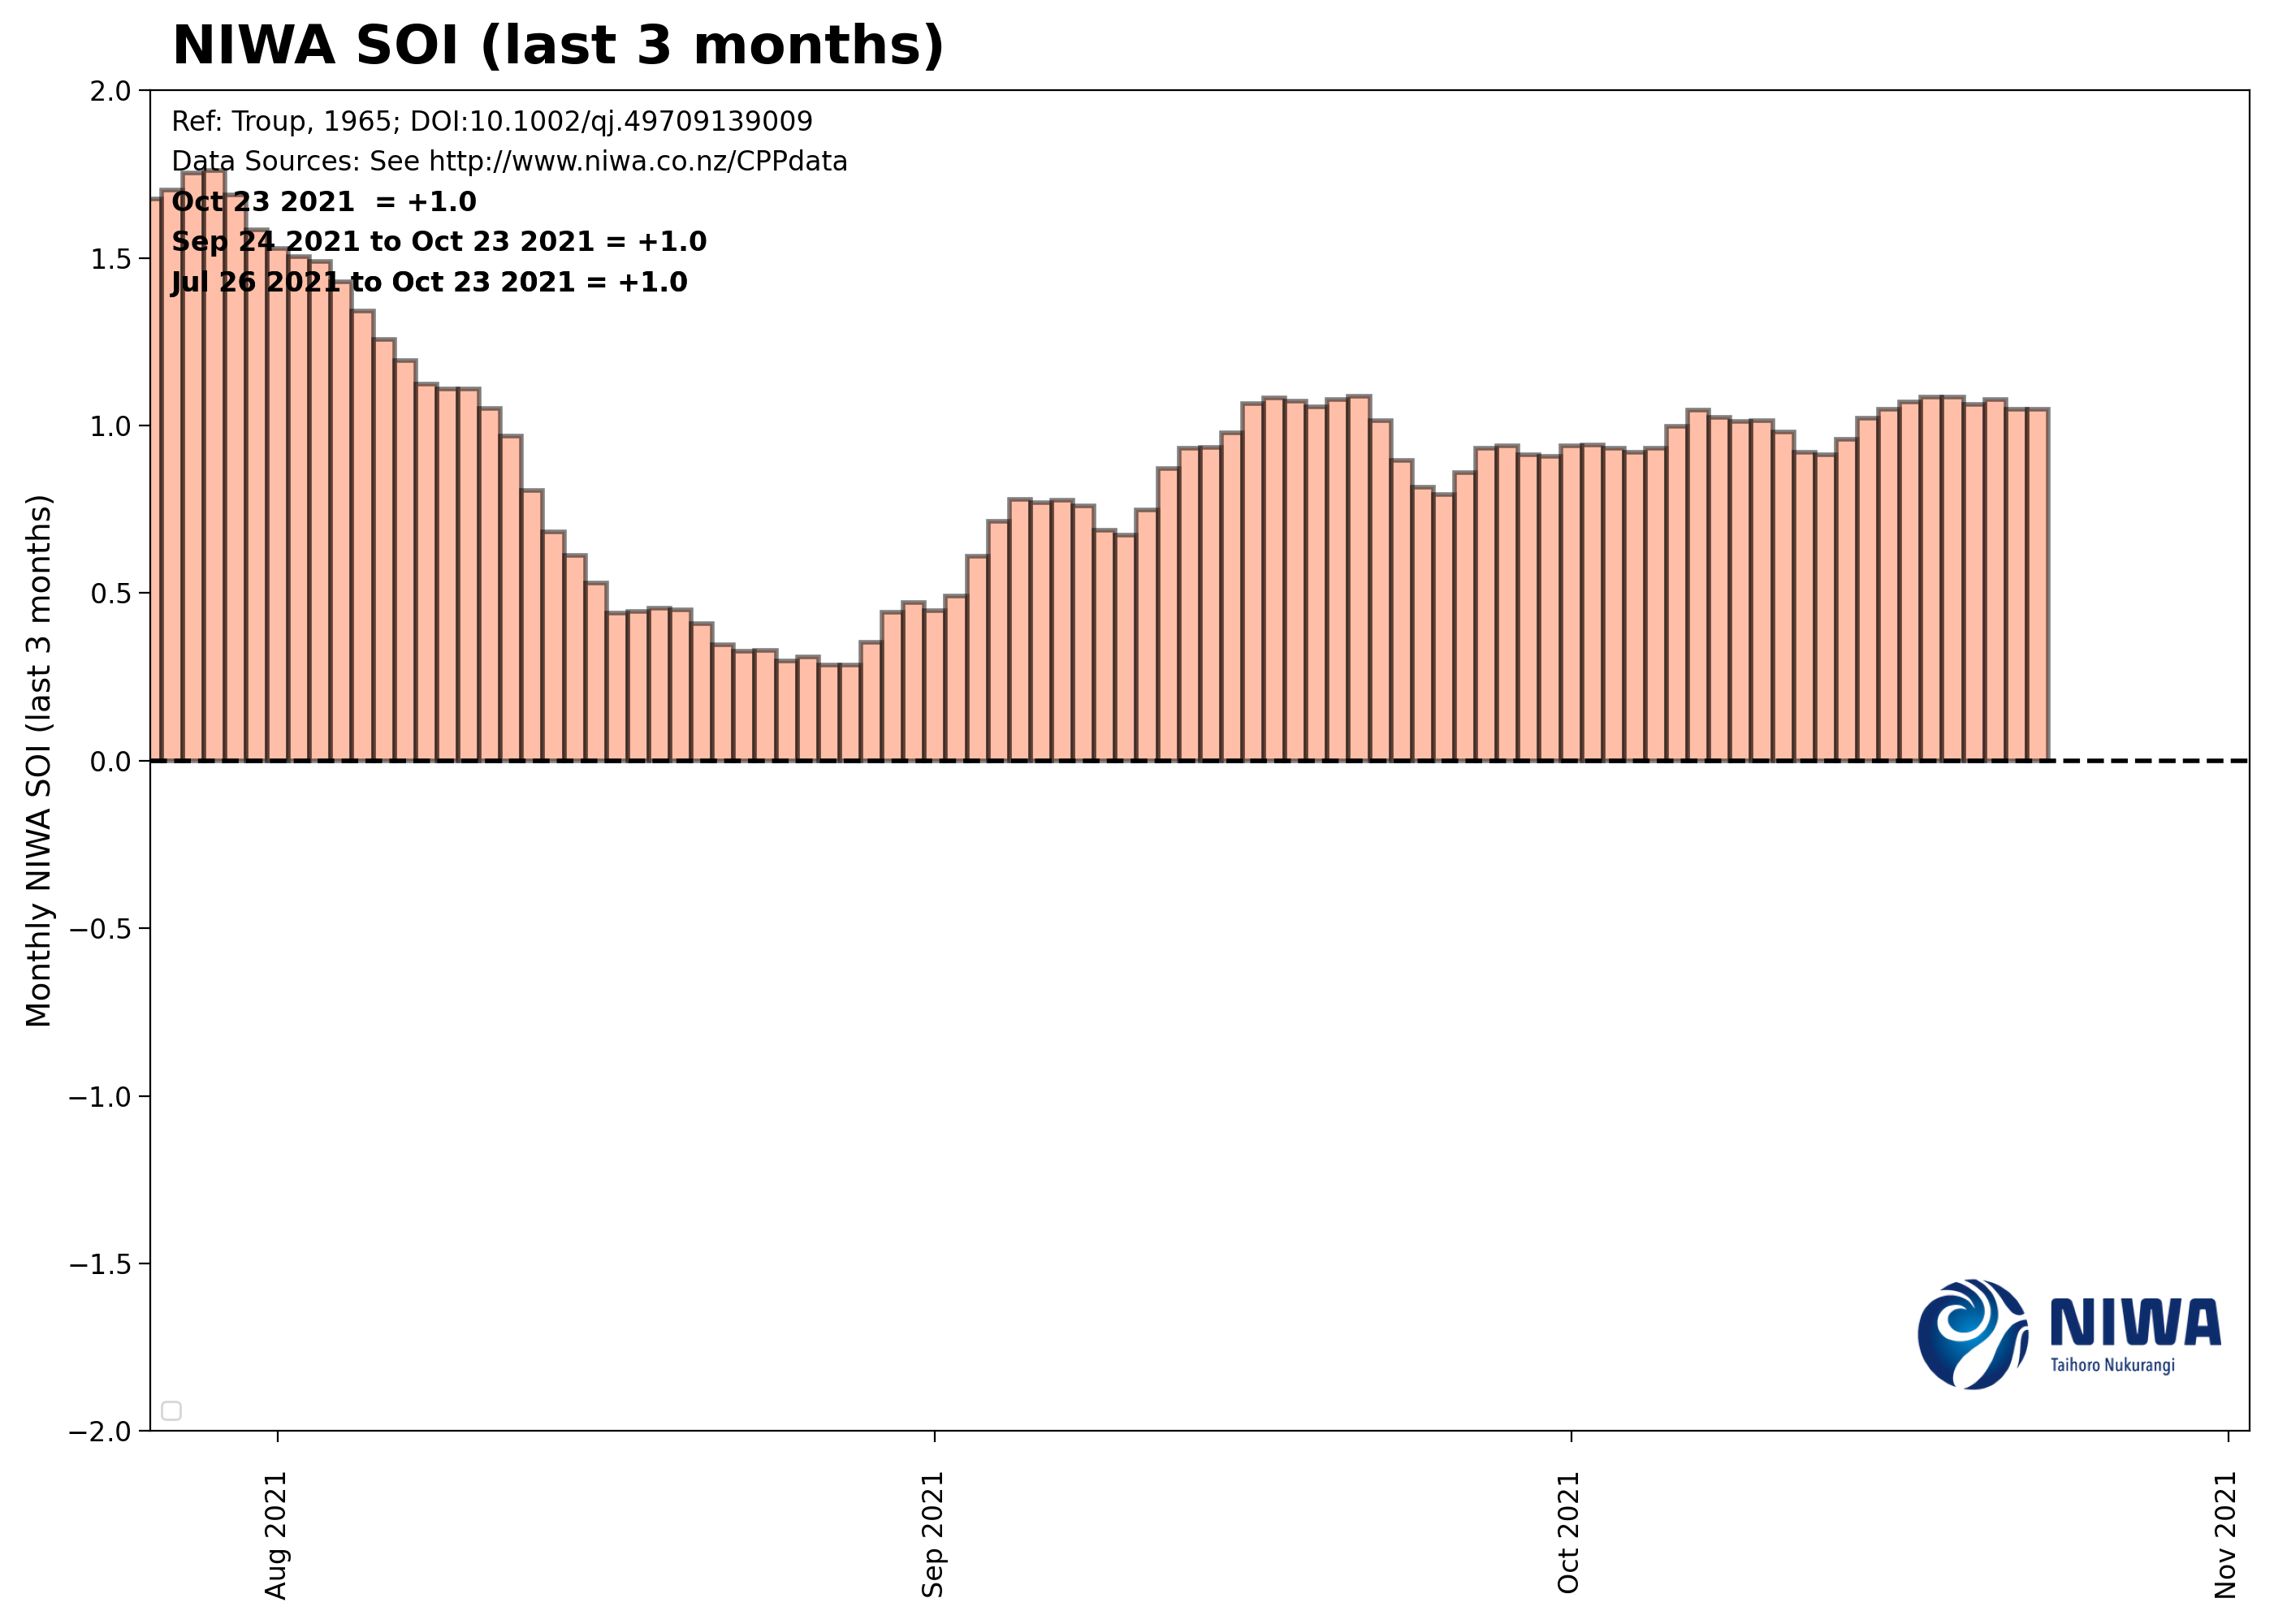 NIWA SOI (last 3 months)
Ref: Troup, 1965; DOI:10.1002/qj.49709139009
Data Sources: See http://www.niwa.co.nz/CPPdata
Oct 23 2021  = +1.0
Sep 24 2021 to Oct 23 2021 = +1.0
Jul 26 2021 to Oct 23 2021 = +1.0
Monthly NIWA SOI (last 3 months)
2.0
1.5
1.0
0.5
0.0
−0.5
−1.0
−1.5
−2.0
NIWA
Taihoro Nukurangi
Aug 2021
Sep 2021
Oct 2021
Nov 2021